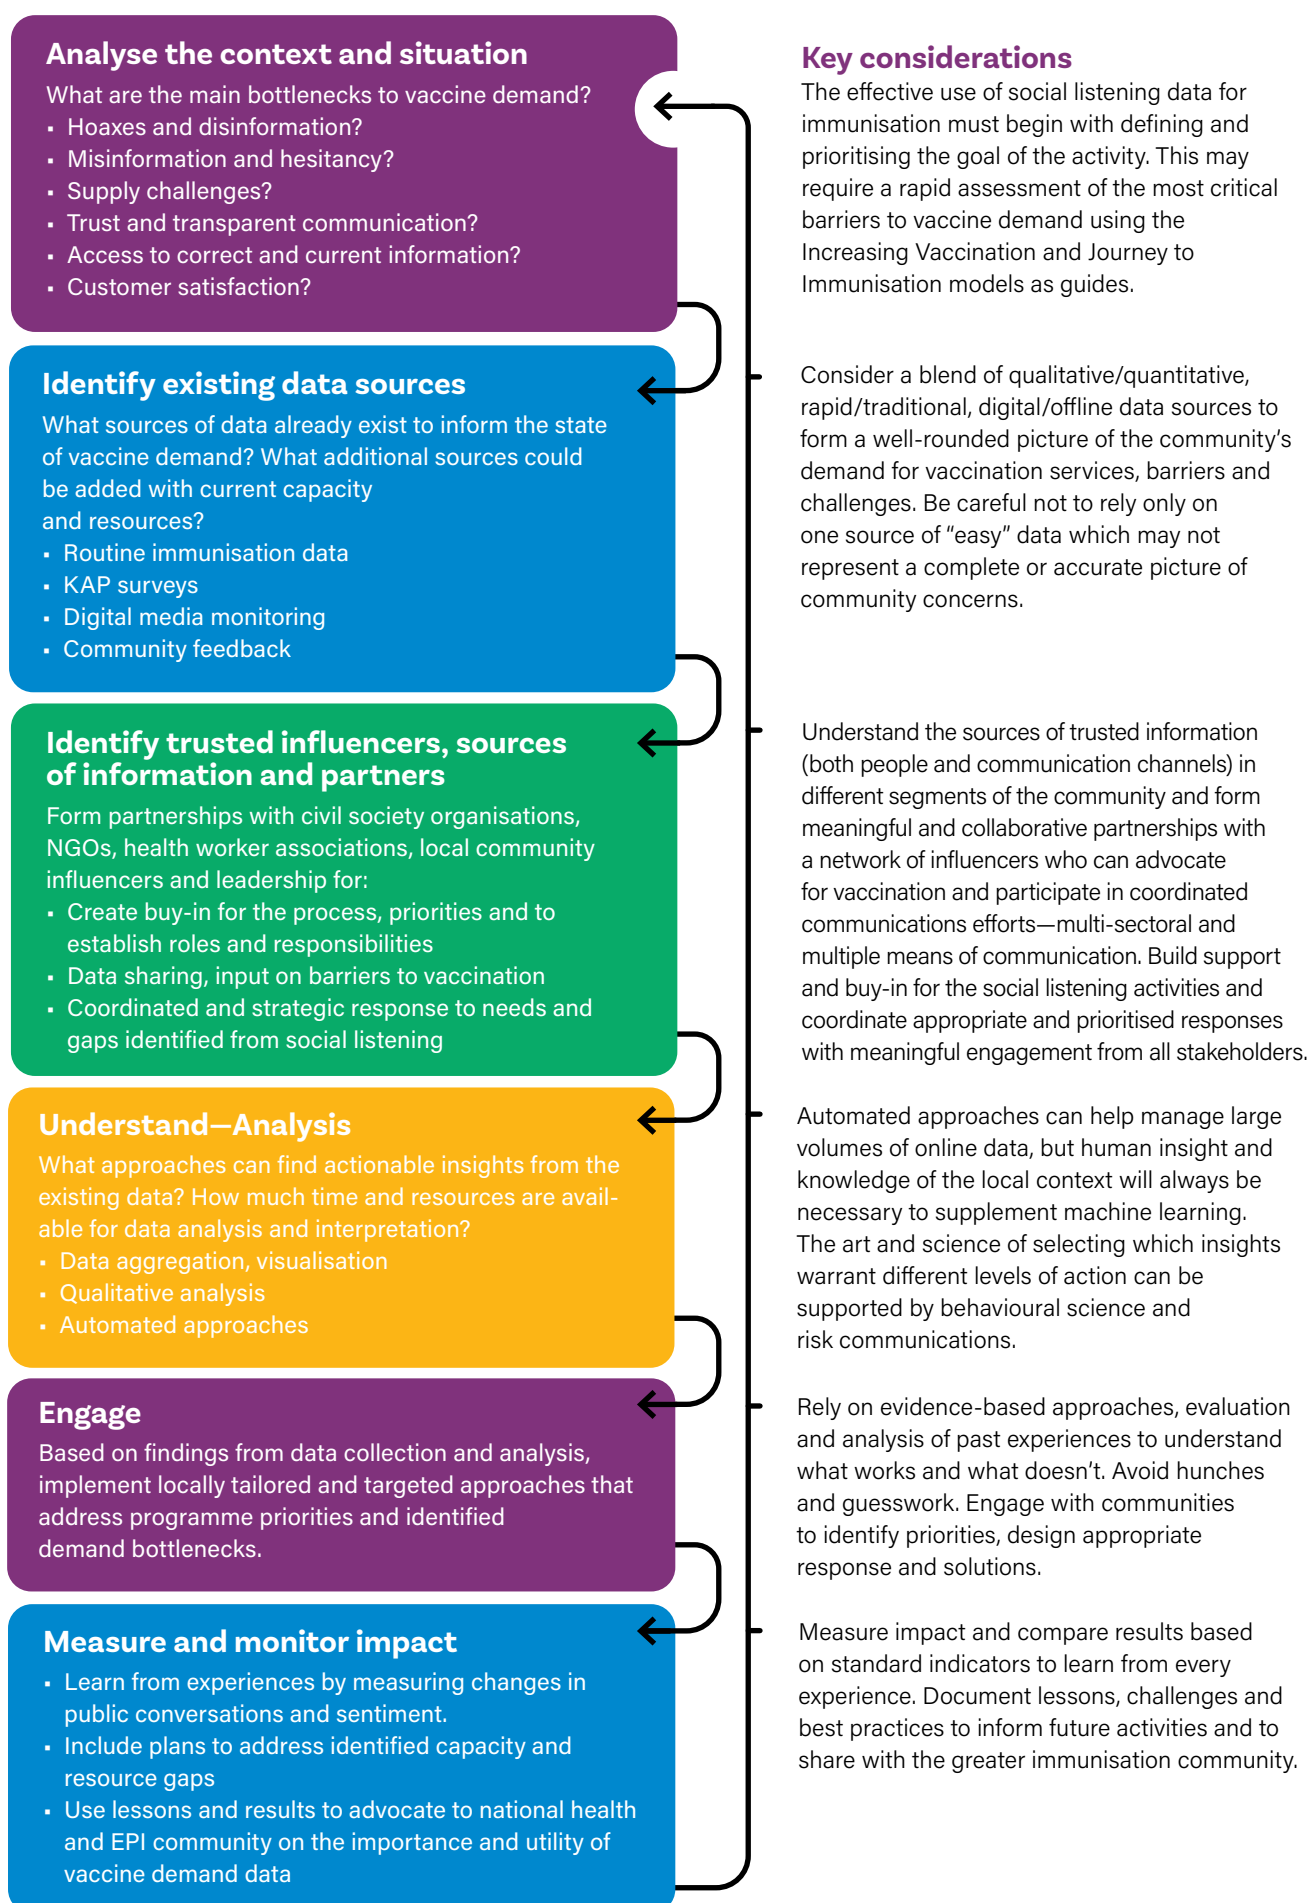 Analyse the context and situation
What are the main bottlenecks to vaccine demand?
▪ Hoaxes and disinformation?
▪ Misinformation and hesitancy?
▪ Supply challenges?
▪ Trust and transparent communication?
▪ Access to correct and current information?
▪ Customer satisfaction?
Key considerations
The effective use of social listening data for
immunisation must begin with defining and
prioritising the goal of the activity. This may
require a rapid assessment of the most critical
barriers to vaccine demand using the
Increasing Vaccination and Journey to
Immunisation models as guides.
Identify existing data sources
What sources of data already exist to inform the state
of vaccine demand? What additional sources could
be added with current capacity
and resources?
▪ Routine immunisation data
▪ KAP surveys
▪ Digital media monitoring
▪ Community feedback
Consider a blend of qualitative/quantitative,
rapid/traditional, digital/offline data sources to
form a well-rounded picture of the community's
demand for vaccination services, barriers and
challenges. Be careful not to rely only on
one source of “easy” data which may not
represent a complete or accurate picture of
community concerns.
Identify trusted influencers, sources
of information and partners
Form partnerships with civil society organisations,
NGOs, health worker associations, local community
influencers and leadership for:
▪ Create buy-in for the process, priorities and to
establish roles and responsibilities
▪ Data sharing, input on barriers to vaccination
▪ Coordinated and strategic response to needs and
gaps identified from social listening
Understand the sources of trusted information
(both people and communication channels) in
different segments of the community and form
meaningful and collaborative partnerships with
a network of influencers who can advocate
for vaccination and participate in coordinated
communications efforts—multi-sectoral and
multiple means of communication. Build support
and buy-in for the social listening activities and
coordinate appropriate and prioritised responses
with meaningful engagement from all stakeholders.
Understand—Analysis
What approaches can find actionable insights from the
existing data? How much time and resources are avail-
able for data analysis and interpretation?
▪ Data aggregation, visualisation
▪ Qualitative analysis
▪ Automated approaches
Automated approaches can help manage large
volumes of online data, but human insight and
knowledge of the local context will always be
necessary to supplement machine learning.
The art and science of selecting which insights
warrant different levels of action can be
supported by behavioural science and
risk communications.
Engage
Based on findings from data collection and analysis,
implement locally tailored and targeted approaches that
address programme priorities and identified
demand bottlenecks.
Rely on evidence-based approaches, evaluation
and analysis of past experiences to understand
what works and what doesn't. Avoid hunches
and guesswork. Engage with communities
to identify priorities, design appropriate
response and solutions.
Measure and monitor impact
▪ Learn from experiences by measuring changes in
public conversations and sentiment.
▪ Include plans to address identified capacity and
resource gaps
▪ Use lessons and results to advocate to national health
and EPI community on the importance and utility of
vaccine demand data
Measure impact and compare results based
on standard indicators to learn from every
experience. Document lessons, challenges and
best practices to inform future activities and to
share with the greater immunisation community.